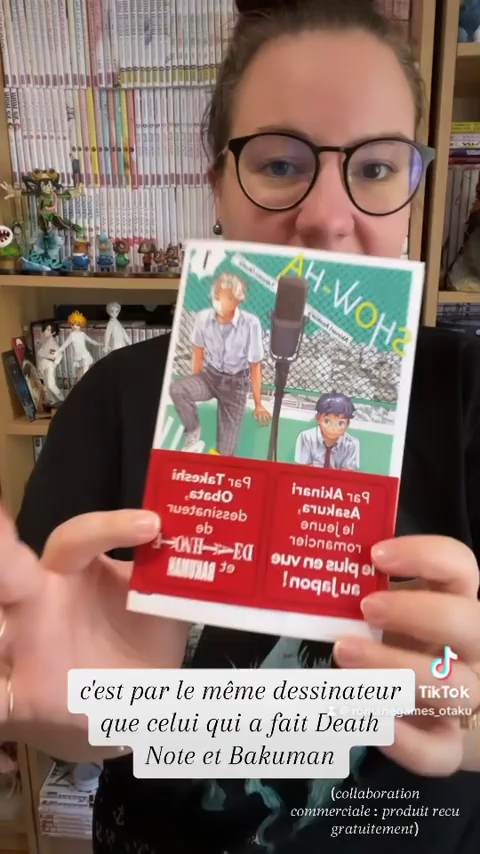 SHOW-HA
1
Par Takeshi
Obata,
dessinateur
de
DEATH NOTE
et
BAKUMAN
Par Akinari
Asakura,
le jeune
romancier
le plus en vue
au Japon !
TikTok
@romanegames_otaku
c'est par le même dessinateur
que celui qui a fait Death
Note et Bakuman
(collaboration
commerciale : produit recu
gratuitement)